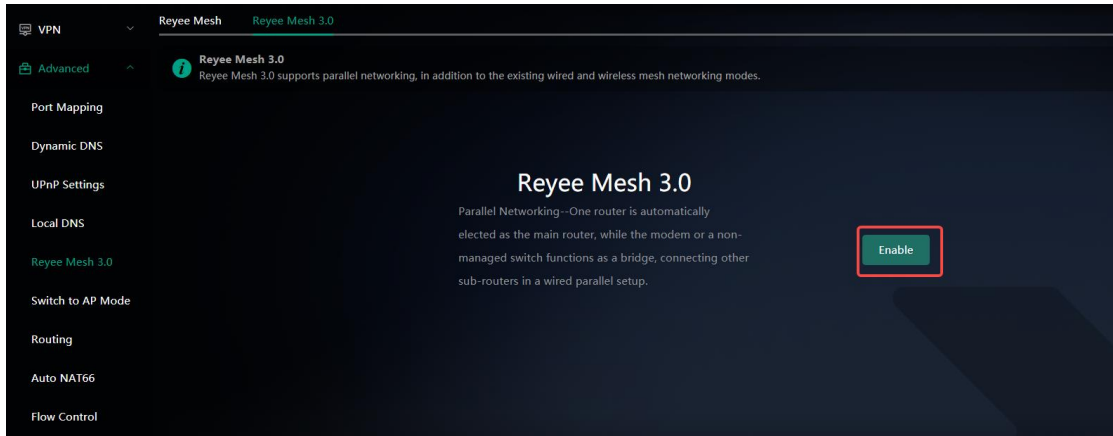 VPN
Advanced
Port Mapping
Dynamic DNS
UPnP Settings
Local DNS
Reyee Mesh 3.0
Switch to AP Mode
Routing
Auto NAT66
Flow Control
Reyee Mesh
Reyee Mesh 3.0
Reyee Mesh 3.0
Reyee Mesh 3.0 supports parallel networking, in addition to the existing wired and wireless mesh networking modes.
Reyee Mesh 3.0
Parallel Networking--One router is automatically
elected as the main router, while the modem or a non-
managed switch functions as a bridge, connecting other
sub-routers in a wired parallel setup.
Enable